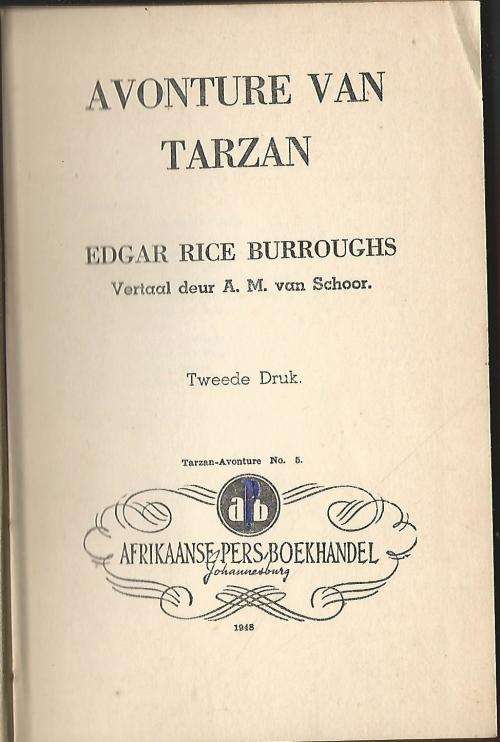 AVONTURE VAN
TARZAN
EDGAR RICE BURROUGHS
Vertaal deur A. M. van Schoor.
Tweede Druk.
Tarzan-Avonture No. 5.
apb
AFRIKAANSE PERS BOEKHANDEL
Johannesburg
1948